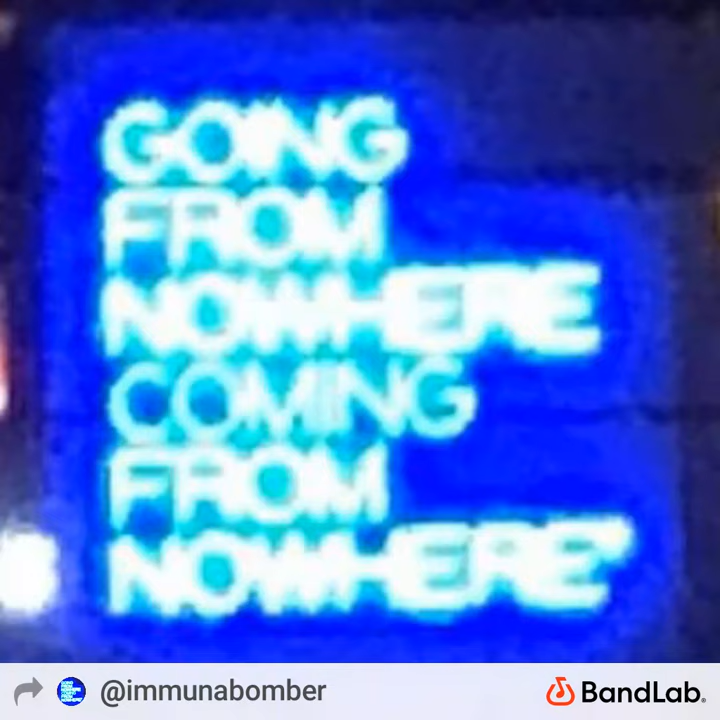 GOING
FROM
NOWHERE
COMING
FROM
NOWHERE"
@immunabomber
BandLab®